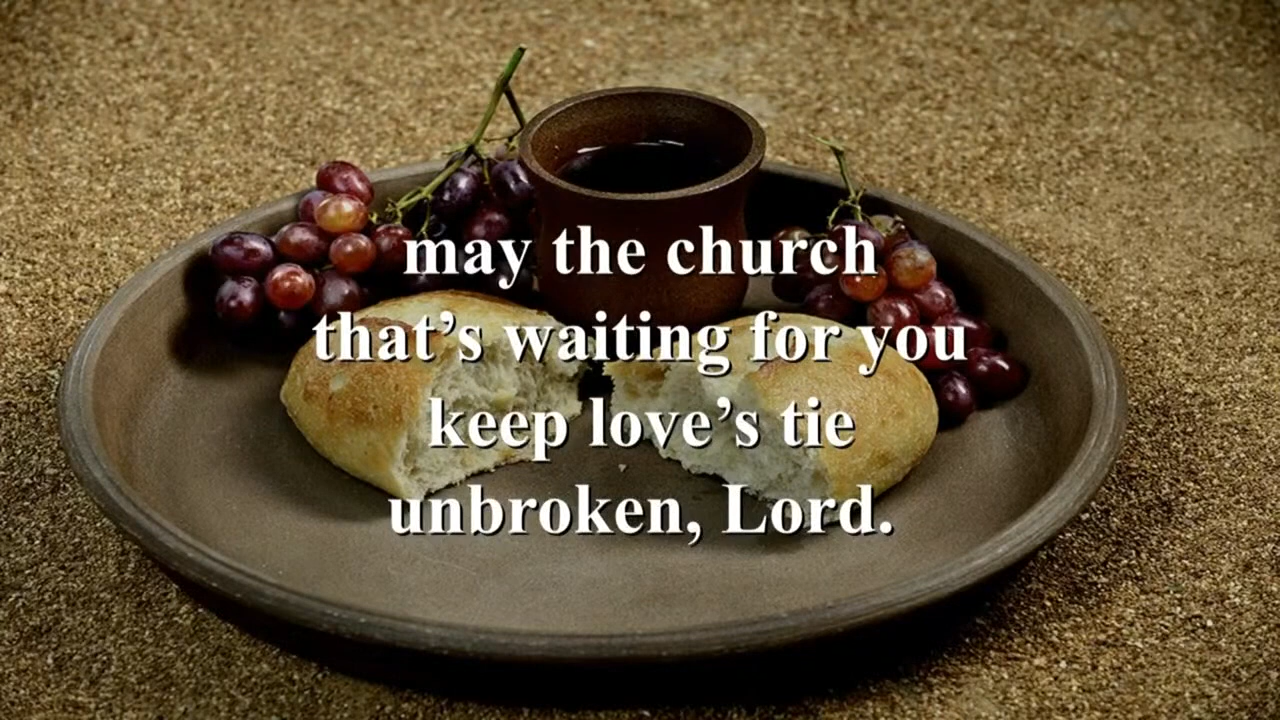 may the church
that’s waiting for you
keep love’s tie
unbroken, Lord.